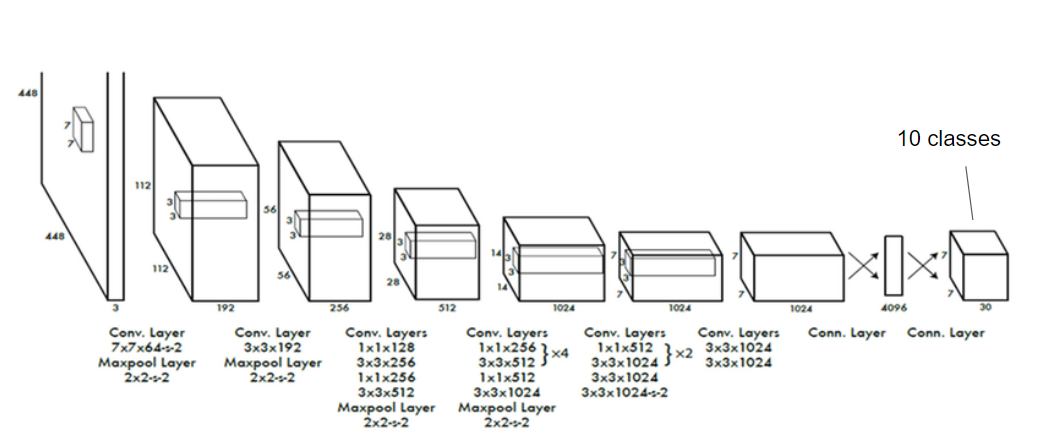 10 classes
448
7
7
448
3
112
3
3
112
192
56
3
3
56
256
28
3
3
28
512
14
3
3
14
1024
7
3
3
7
1024
7
7
1024
4096
7
7
30
Conv. Layer
7x7x64-s-2
Maxpool Layer
2x2-s-2
Conv. Layer
3x3x192
Maxpool Layer
2x2-s-2
Conv. Layers
1x1x128
3x3x256
1x1x256
3x3x512
Maxpool Layer
2x2-s-2
Conv. Layers
1x1x256
3x3x512
}×4
1x1x512
3x3x1024
Maxpool Layer
2x2-s-2
Conv. Layers
1x1x512
3x3x1024
}×2
3x3x1024
3x3x1024-s-2
Conv. Layers
3x3x1024
3x3x1024
Conn. Layer
Conn. Layer